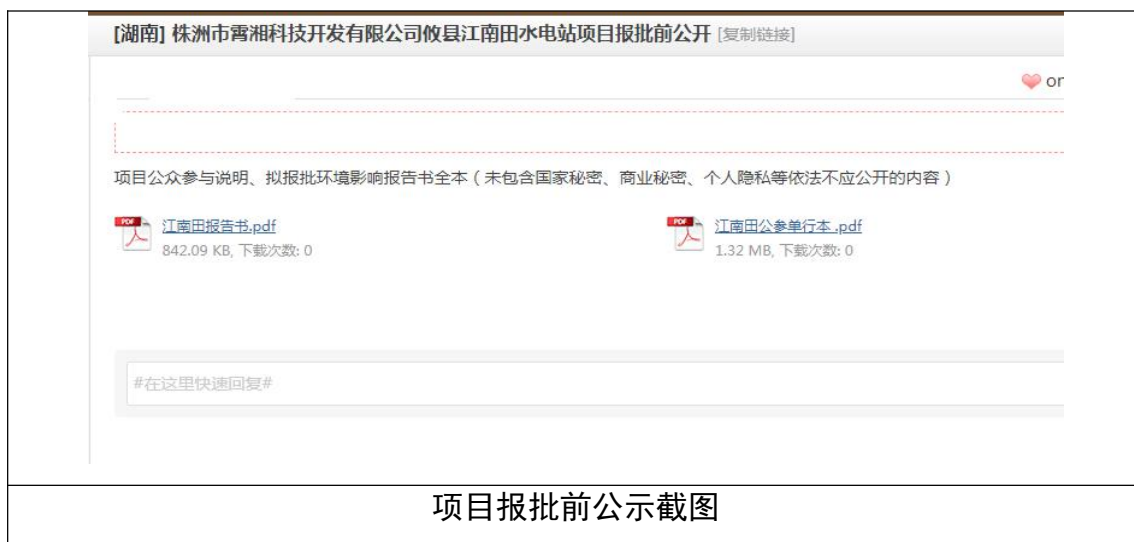 [湖南] 株洲市霄湘科技开发有限公司攸县江南田水电站项目报批前公开 [复制链接]
or
项目公众参与说明、拟报批环境影响报告书全本（未包含国家秘密、商业秘密、个人隐私等依法不应公开的内容）
PDF 江南田报告书.pdf
842.09 KB, 下载次数: 0
PDF 江南田公参单行本 .pdf
1.32 MB, 下载次数: 0
#在这里快速回复#
项目报批前公示截图